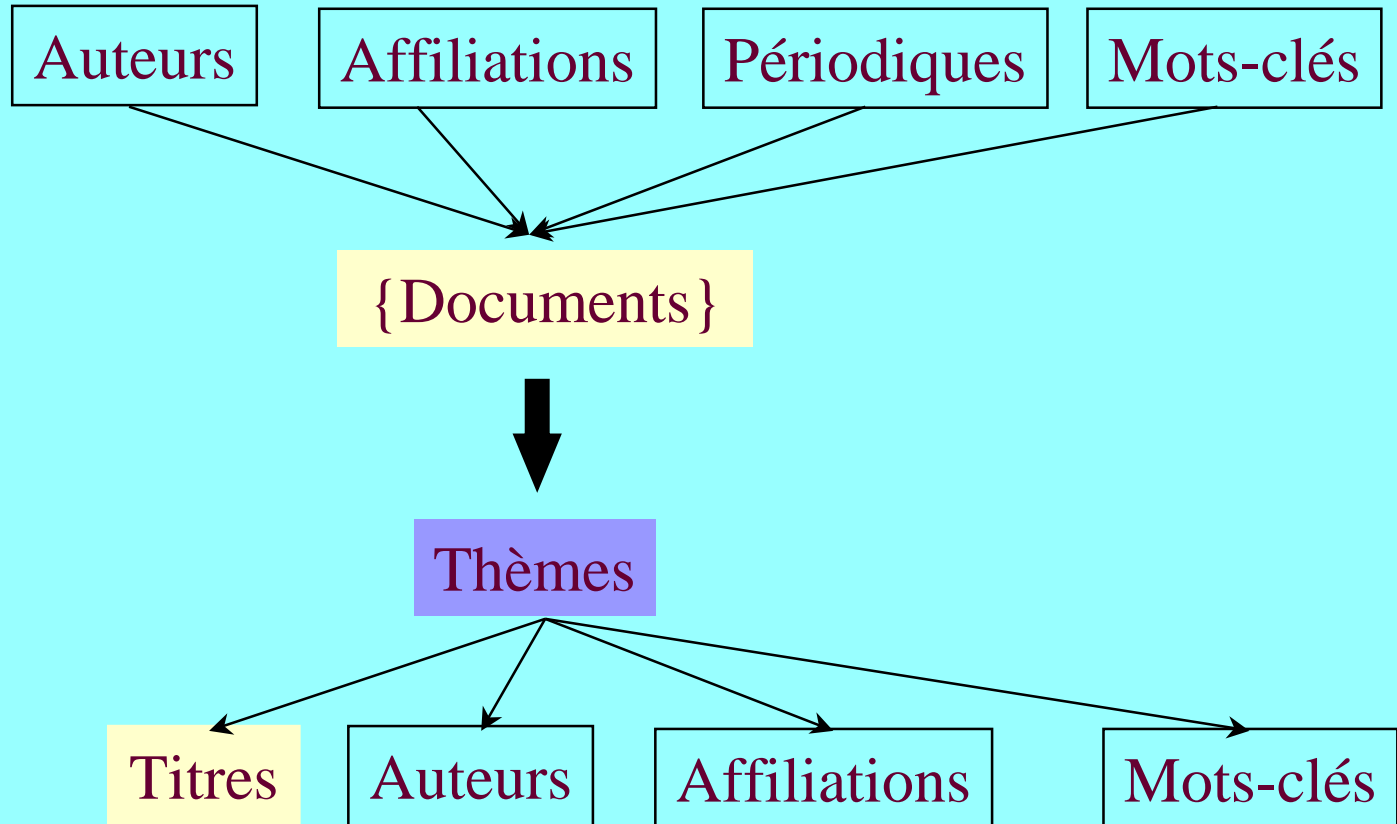 Auteurs Affiliations Périodiques Mots-clés
{Documents}
Thèmes
Titres Auteurs Affiliations Mots-clés